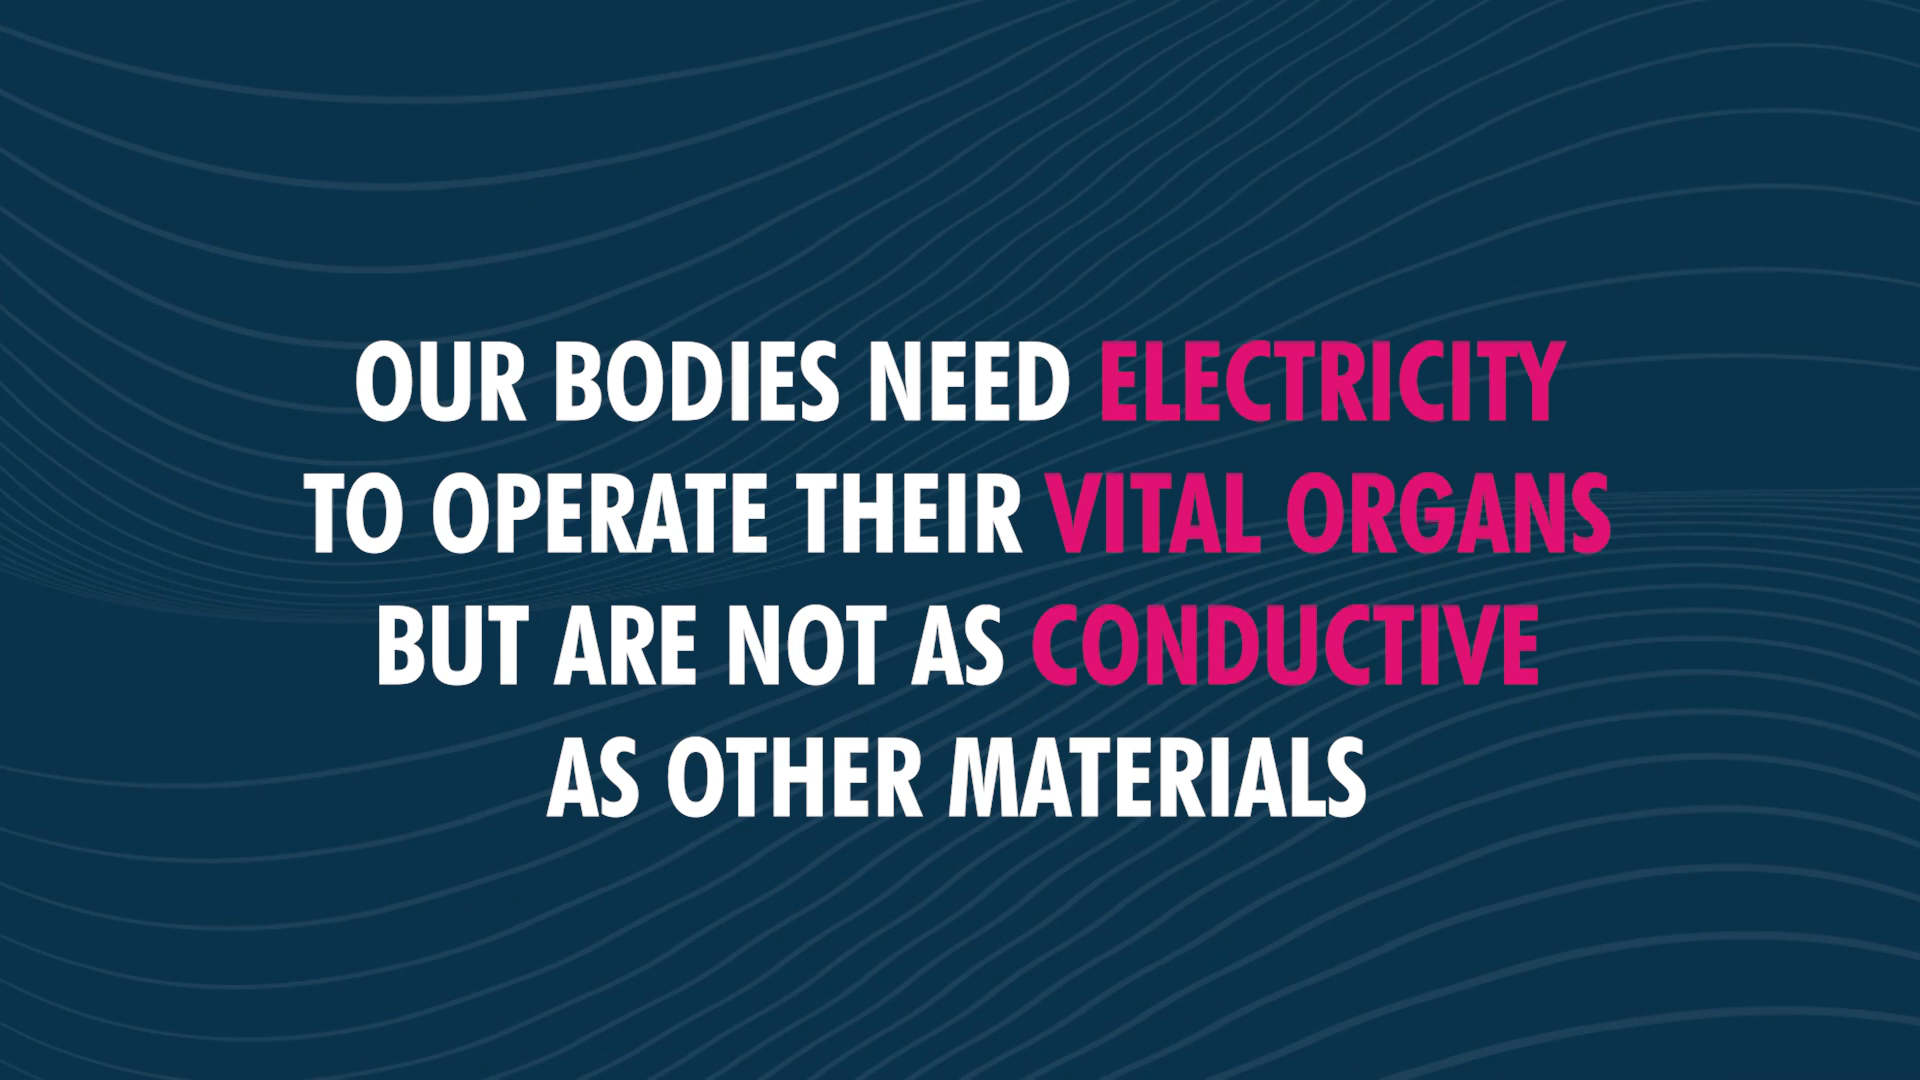 OUR BODIES NEED ELECTRICITY
TO OPERATE THEIR VITAL ORGANS
BUT ARE NOT AS CONDUCTIVE
AS OTHER MATERIALS